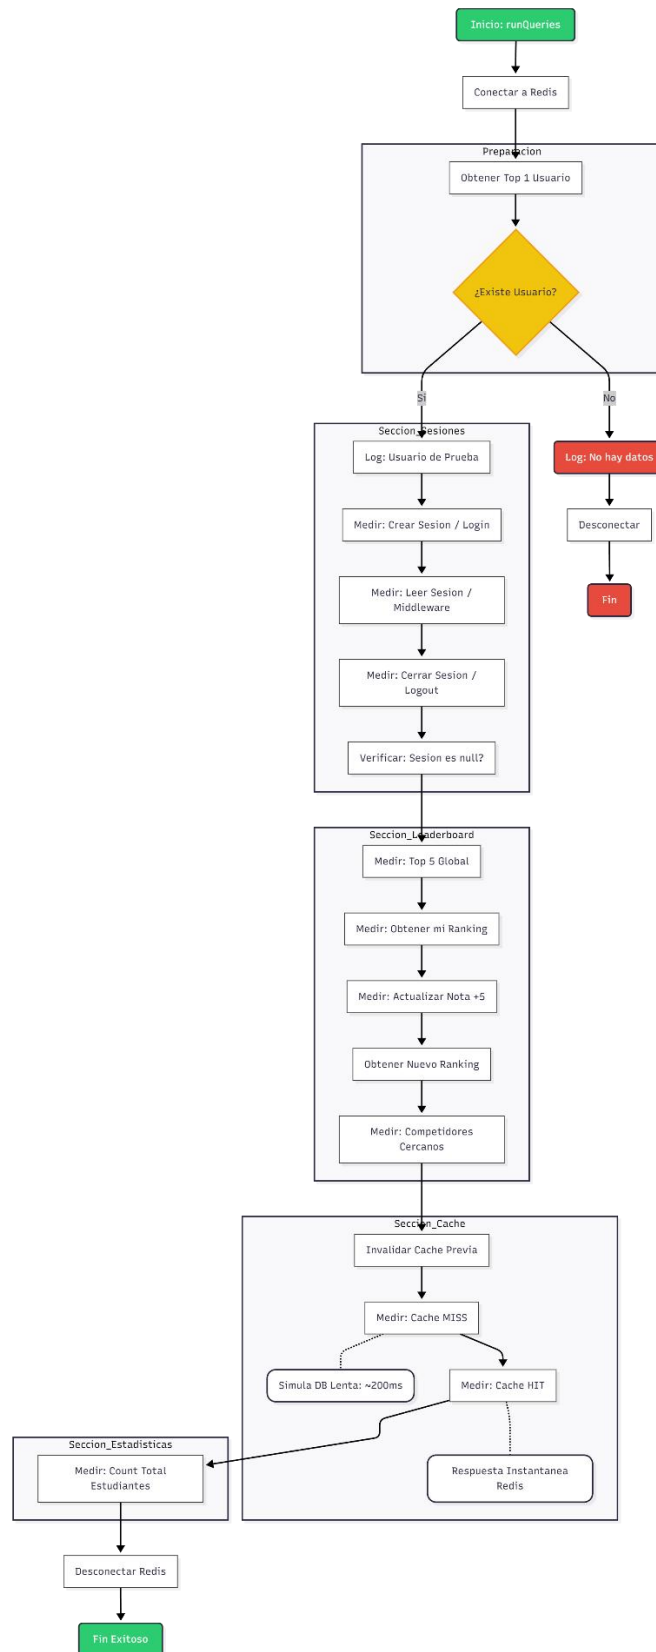 Inicio: runQueries
Conectar a Redis
Preparacion
Obtener Top 1 Usuario
¿Existe Usuario?
Si
No
Seccion_Sesiones
Log: Usuario de Prueba
Log: No hay datos
Medir: Crear Sesion / Login
Desconectar
Medir: Leer Sesion /
Middleware
Fin
Medir: Cerrar Sesion /
Logout
Verificar: Sesion es null?
Seccion_Leaderboard
Medir: Top 5 Global
Medir: Obtener mi Ranking
Medir: Actualizar Nota +5
Obtener Nuevo Ranking
Medir: Competidores
Cercanos
Seccion_Cache
Invalidar Cache Previa
Medir: Cache MISS
Simula DB Lenta: ~200ms
Medir: Cache HIT
Seccion_Estadisticas
Medir: Count Total
Estudiantes
Respuesta Instantanea
Redis
Desconectar Redis
Fin Exitoso